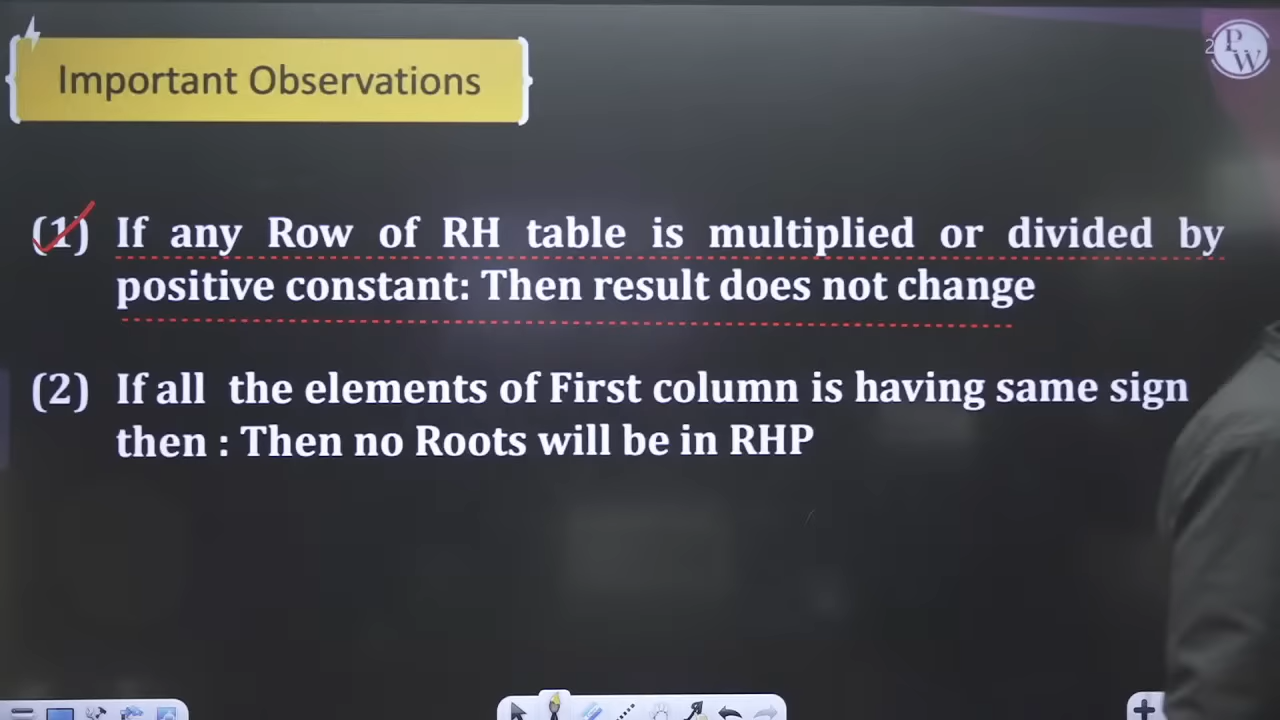 Important Observations
2
PW
(1) If any Row of RH table is multiplied or divided by
positive constant: Then result does not change
(2) If all the elements of First column is having same sign
then : Then no Roots will be in RHP